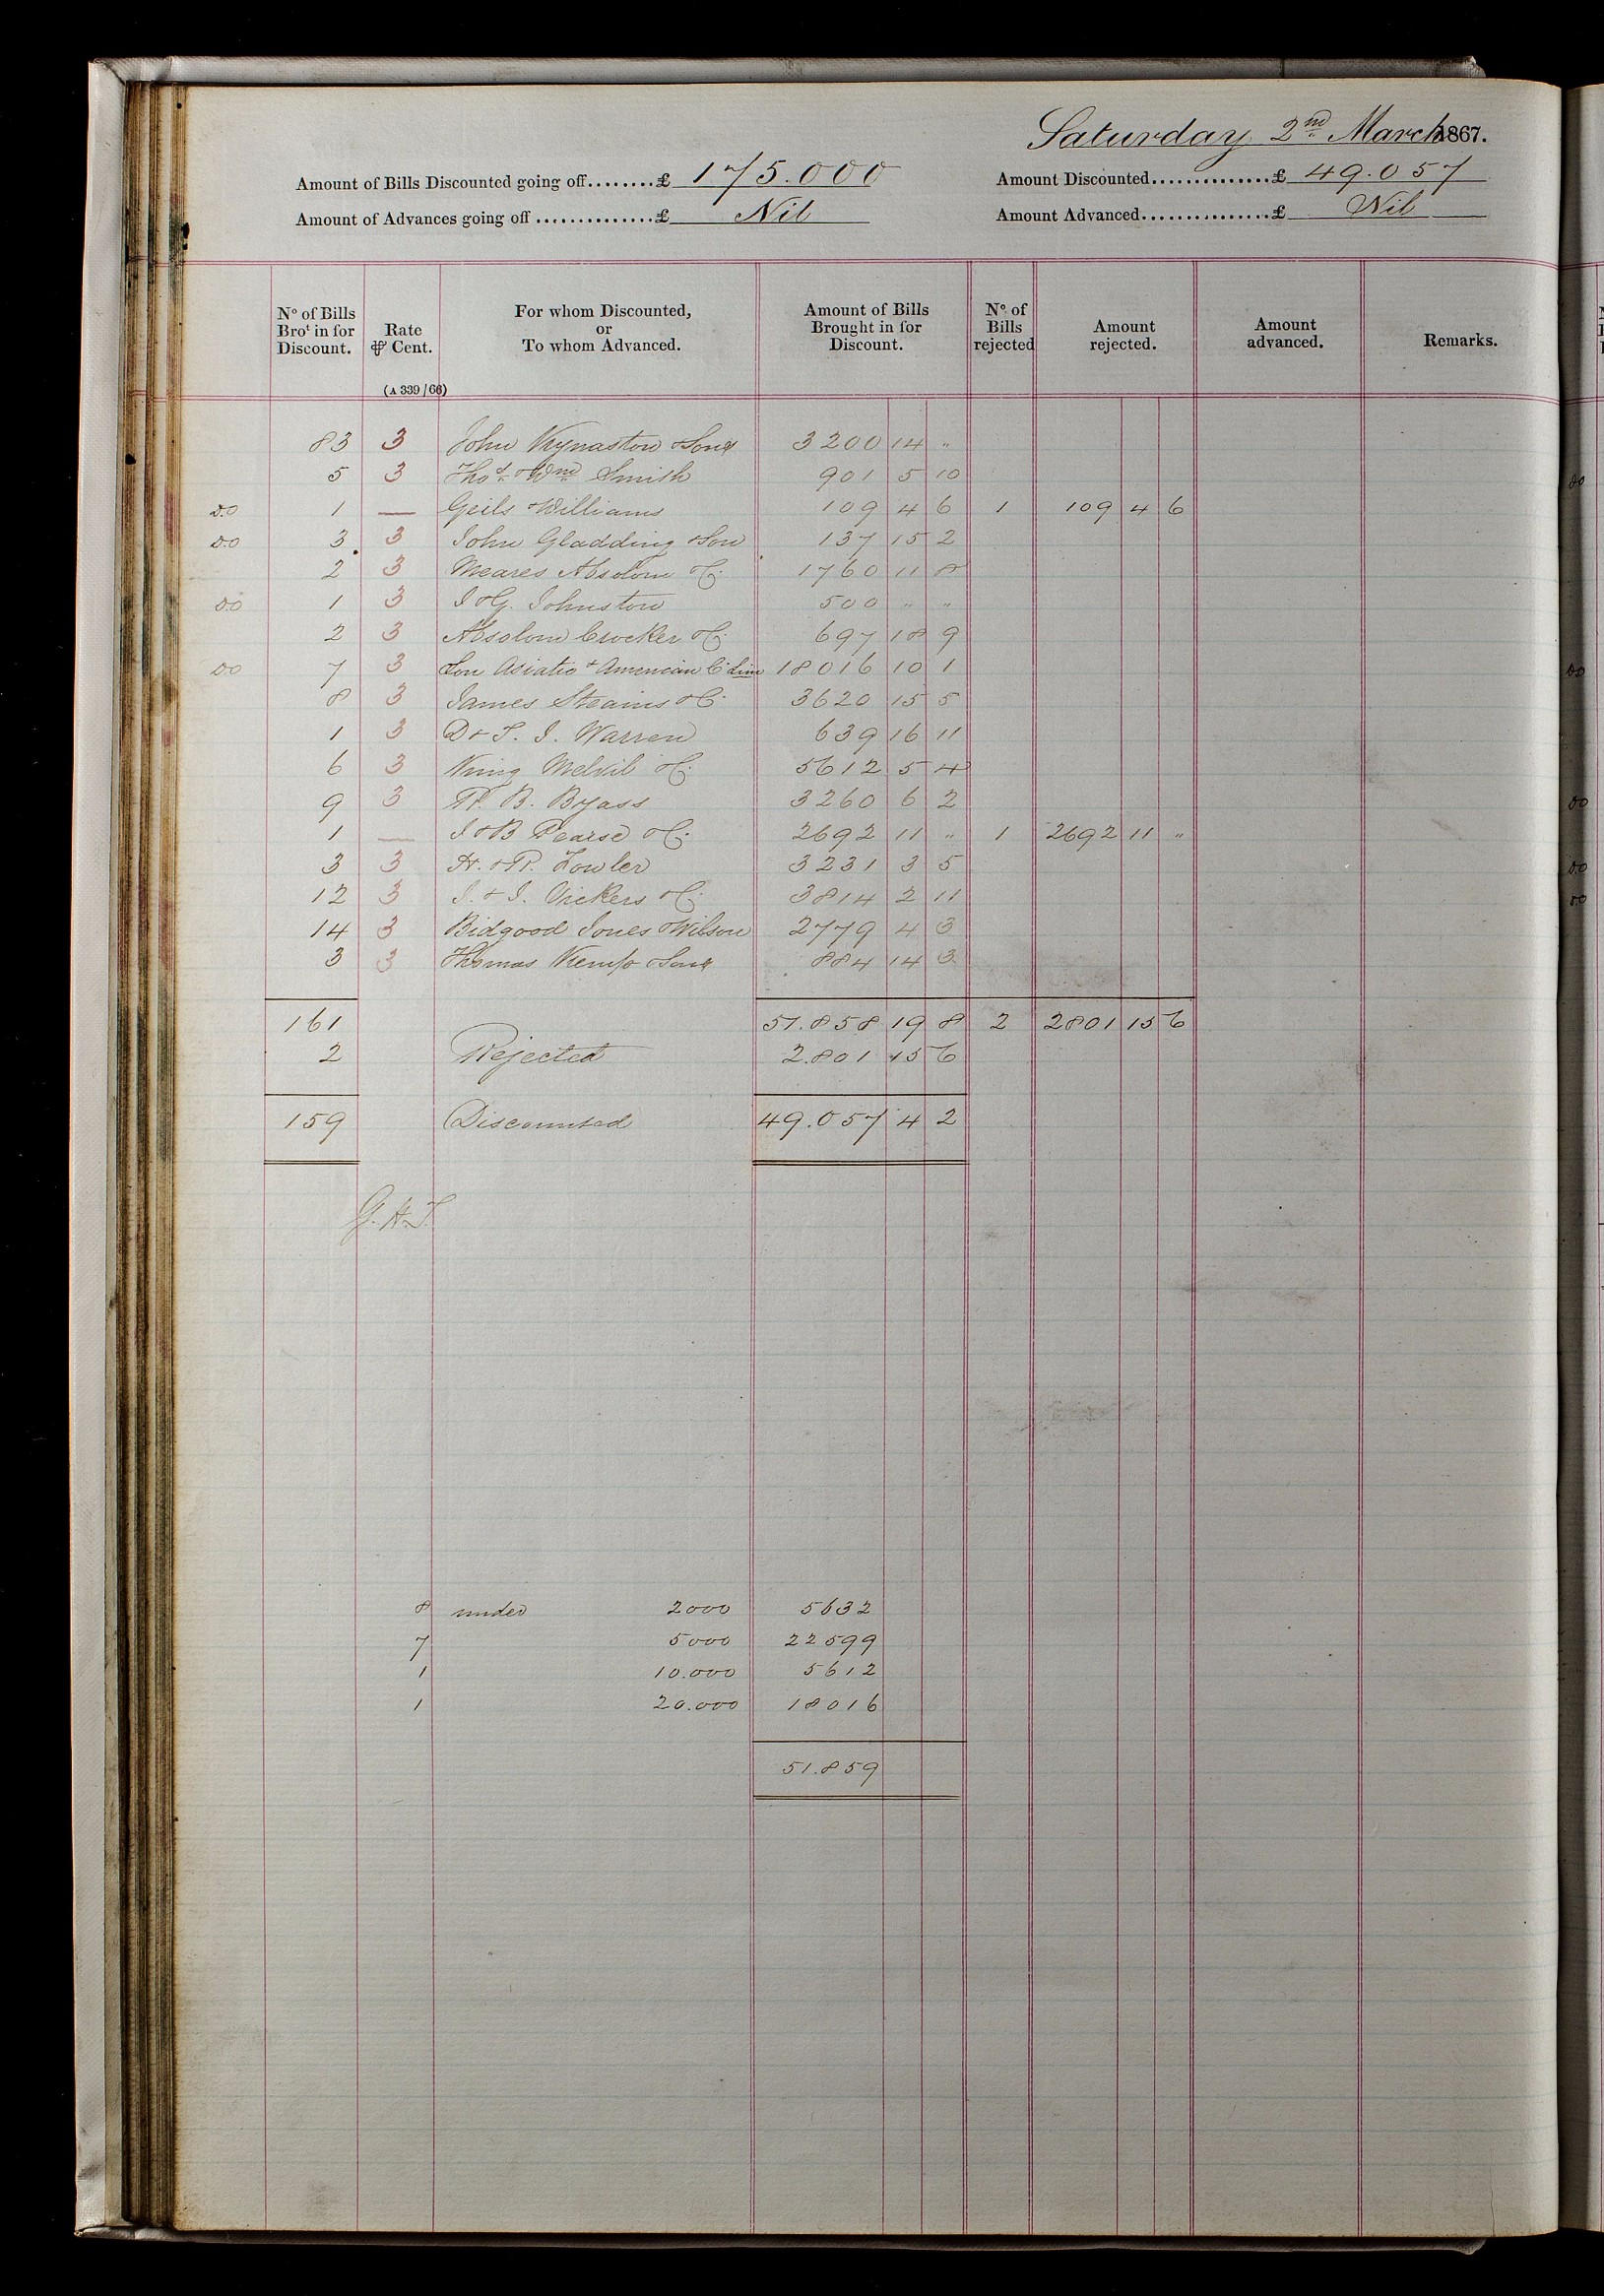 Saturday 2nd March 1867.
Amount of Bills Discounted going off........£ 175.000 Amount Discounted..............£ 49.057
Amount of Advances going off..............£ Nil Amount Advanced...............£ Nil
No of Bills Brot in for Discount. Rate ⅌ Cent. For whom Discounted, or To whom Advanced. Amount of Bills Brought in for Discount. No. of Bills rejected Amount rejected. Amount advanced. Remarks.
(A 339/66)
83 3 John Kynaston & Sons 3200 14 "
5 3 Thos. & Wm. Smith 901 5 10
Do 1 — Geils & Williams 109 4 6 1 109 4 6
Do 3 3 John Gladding & Son 137 15 2
2 3 Meares Absolom & Co. 1760 11 8
Do 1 3 J & G. Johnston 500 " "
2 3 Absolom Crocker & Co. 697 18 9
Do 7 3 Lon Asiatic & American Co Lim 18016 10 1
8 3 James Steains & Co. 3620 15 5
1 3 D & T. J. Warren 639 16 11
6 3 King Melvil & Co. 5612 5 4
9 3 R. B. Byass 3260 6 2
1 — J & B Pearse & Co. 2692 11 " 1 2692 11 "
3 3 H. & R. Fowler 3231 3 5
12 3 J. & J. Vickers & Co. 3814 2 11
14 3 Bidgood Jones & Wilson 2779 4 3
3 3 Thomas Kemp & Sons 884 14 3
161 51.858 19 8 2 2801 15 6
2 Rejected 2.801 15 6
159 Discounted 49.057 4 2
G.H.T.
8 under 2000 5632
7 5000 22599
1 10.000 5612
1 20.000 18016
51.859